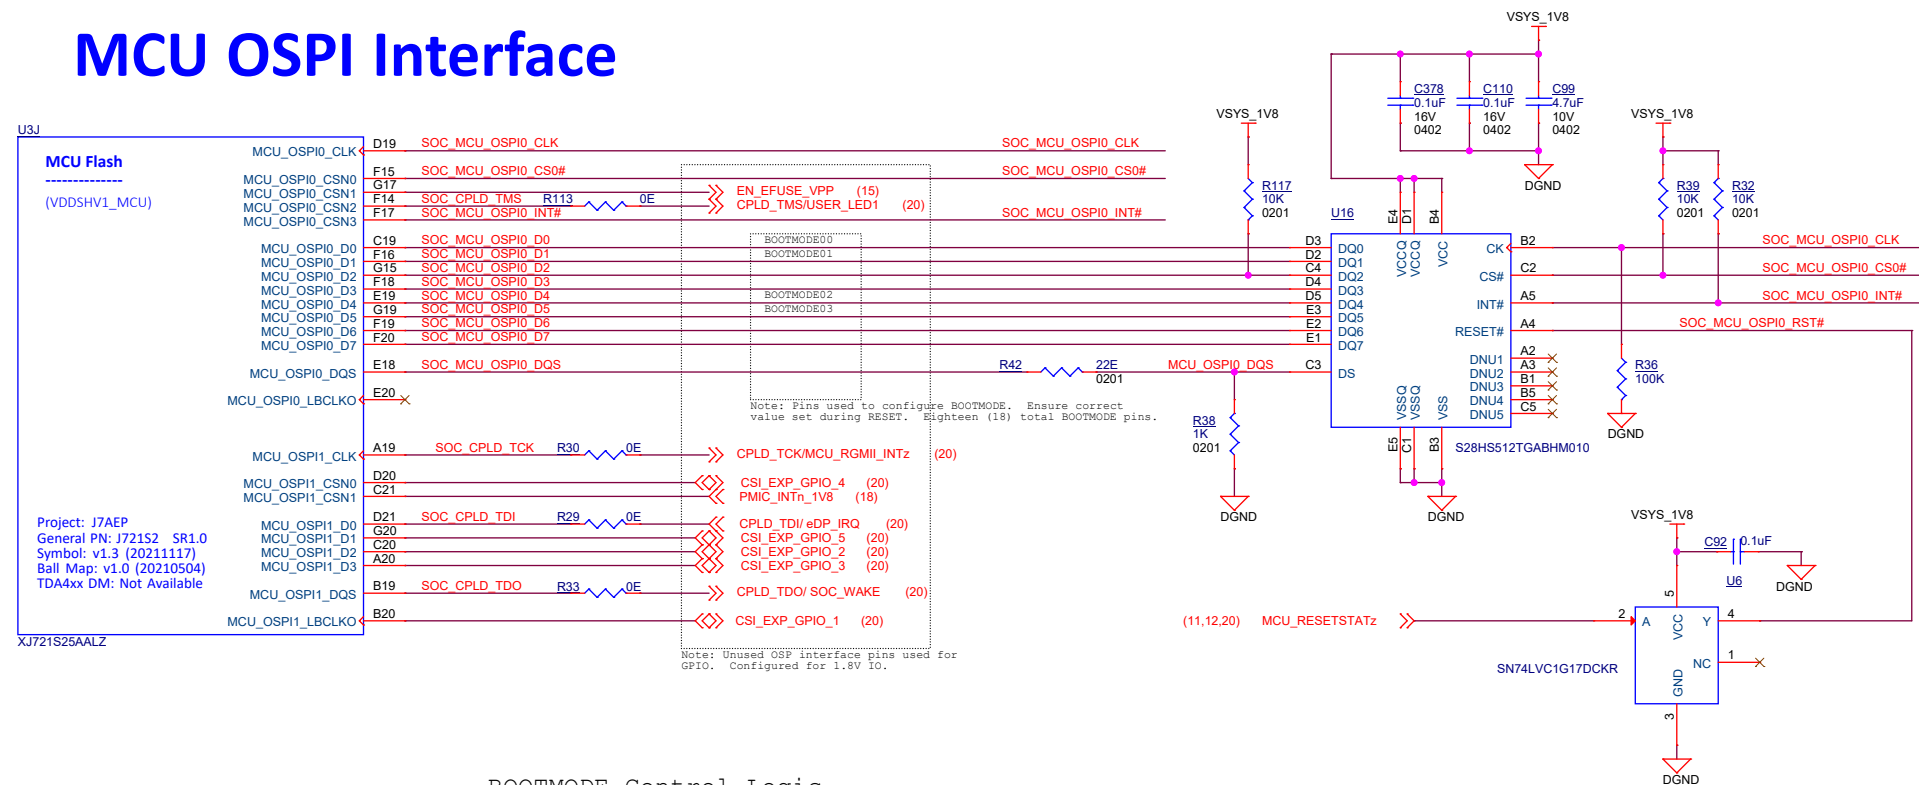 MCU OSPI Interface
U3J
MCU Flash
--------------
(VDDSHV1_MCU)
MCU_OSPI0_CLK D19 SOC_MCU_OSPI0_CLK SOC_MCU_OSPI0_CLK
MCU_OSPI0_CSN0 F15 SOC_MCU_OSPI0_CS0# SOC_MCU_OSPI0_CS0#
MCU_OSPI0_CSN1 G17 EN_EFUSE_VPP (15)
MCU_OSPI0_CSN2 F14 SOC_CPLD_TMS R113 0E CPLD_TMS/USER_LED1 (20)
MCU_OSPI0_CSN3 F17 SOC_MCU_OSPI0_INT# SOC_MCU_OSPI0_INT#
MCU_OSPI0_D0 C19 SOC_MCU_OSPI0_D0 BOOTMODE00
MCU_OSPI0_D1 F16 SOC_MCU_OSPI0_D1 BOOTMODE01
MCU_OSPI0_D2 G15 SOC_MCU_OSPI0_D2
MCU_OSPI0_D3 F18 SOC_MCU_OSPI0_D3
MCU_OSPI0_D4 E19 SOC_MCU_OSPI0_D4 BOOTMODE02
MCU_OSPI0_D5 G19 SOC_MCU_OSPI0_D5 BOOTMODE03
MCU_OSPI0_D6 F19 SOC_MCU_OSPI0_D6
MCU_OSPI0_D7 F20 SOC_MCU_OSPI0_D7
MCU_OSPI0_DQS E18 SOC_MCU_OSPI0_DQS R42 22E MCU_OSPI0_DQS
0201
MCU_OSPI0_LBCLKO E20
Note: Pins used to configure BOOTMODE. Ensure correct
value set during RESET. Eighteen (18) total BOOTMODE pins.
MCU_OSPI1_CLK A19 SOC_CPLD_TCK R30 0E CPLD_TCK/MCU_RGMII_INTz (20)
MCU_OSPI1_CSN0 D20 CSI_EXP_GPIO_4 (20)
MCU_OSPI1_CSN1 C21 PMIC_INTn_1V8 (18)
MCU_OSPI1_D0 D21 SOC_CPLD_TDI R29 0E CPLD_TDI/ eDP_IRQ (20)
MCU_OSPI1_D1 G20 CSI_EXP_GPIO_5 (20)
MCU_OSPI1_D2 C20 CSI_EXP_GPIO_2 (20)
MCU_OSPI1_D3 A20 CSI_EXP_GPIO_3 (20)
MCU_OSPI1_DQS B19 SOC_CPLD_TDO R33 0E CPLD_TDO/ SOC_WAKE (20)
MCU_OSPI1_LBCLKO B20 CSI_EXP_GPIO_1 (20)
Project: J7AEP
General PN: J721S2 SR1.0
Symbol: v1.3 (20211117)
Ball Map: v1.0 (20210504)
TDA4xx DM: Not Available
XJ721S25AALZ
Note: Unused OSP interface pins used for
GPIO. Configured for 1.8V IO.
VSYS_1V8
C378 C110 C99
0.1uF 0.1uF 4.7uF
16V 16V 10V
0402 0402 0402
DGND
VSYS_1V8
R117
10K
0201
VSYS_1V8
R39 R32
10K 10K
0201 0201
U16
E4 D1 B4
VCCQ VCCQ VCC
D3 DQ0
D2 DQ1
C4 DQ2
D4 DQ3
D5 DQ4
E3 DQ5
E2 DQ6
E1 DQ7
C3 DS
CK B2 SOC_MCU_OSPI0_CLK
CS# C2 SOC_MCU_OSPI0_CS0#
INT# A5 SOC_MCU_OSPI0_INT#
RESET# A4 SOC_MCU_OSPI0_RST#
DNU1 A2
DNU2 A3
DNU3 B1
DNU4 B5
DNU5 C5
VSSQ VSSQ VSS
E5 C1 B3
S28HS512TGABHM010
R36
100K
DGND
R38
1K
0201
DGND
DGND
VSYS_1V8
C92 0.1uF
DGND
U6
(11,12,20) MCU_RESETSTATz
2 A
5 VCC
Y 4
NC 1
GND 3
SN74LVC1G17DCKR
DGND